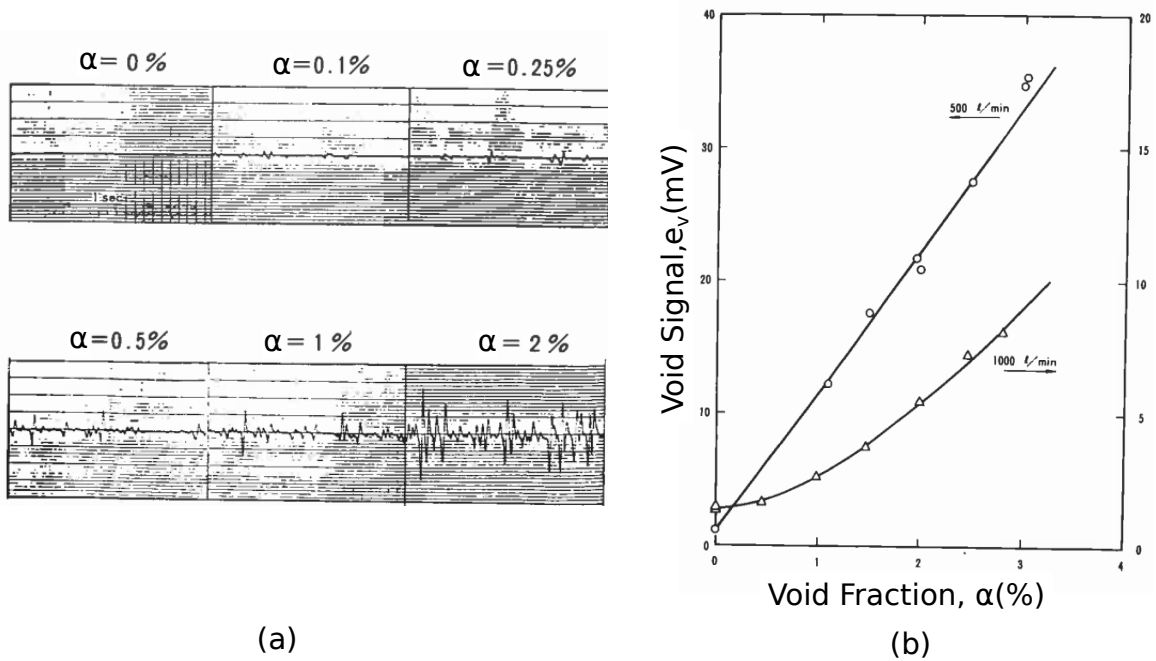 α= 0 %
α=0.1%
α=0.25%
1 sec.
α=0.5%
α= 1 %
α= 2 %
(a)
40
30
20
10
0
20
15
10
5
0
500 ℓ/min
1000 ℓ/min
0
1
2
3
4
Void Signal,eᵥ(mV)
Void Fraction, α(%)
(b)